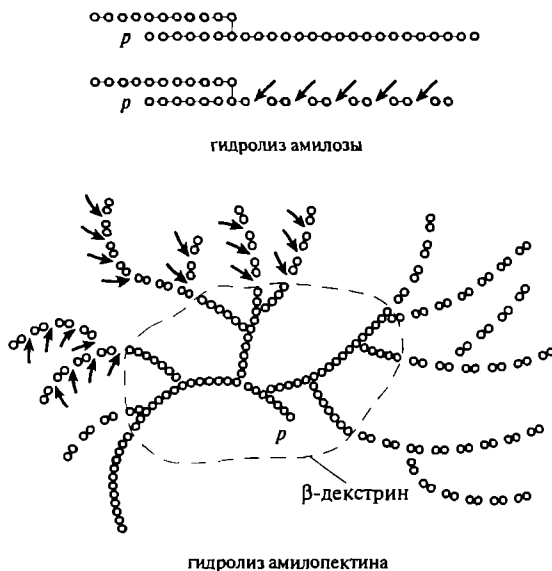 р
р
гидролиз амилозы
р
β-декстрин
гидролиз амилопектина